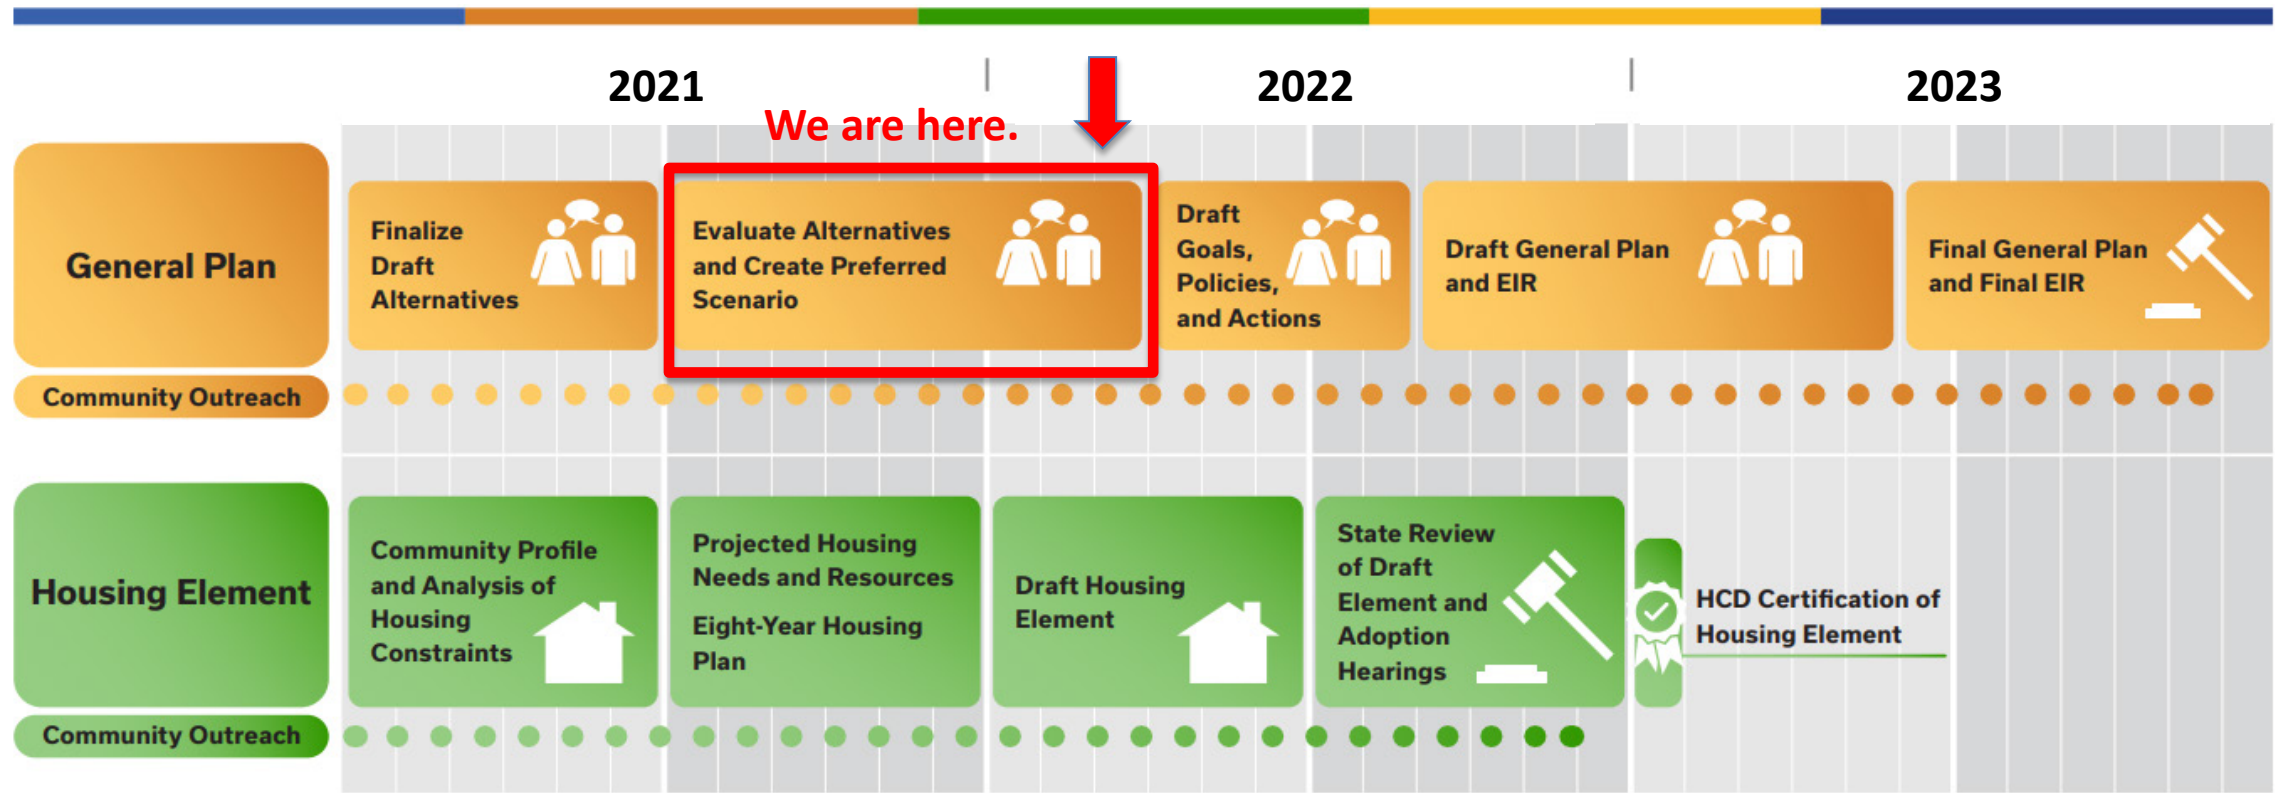 2021
2022
2023
We are here.
General Plan
Finalize
Draft
Alternatives
Evaluate Alternatives
and Create Preferred
Scenario
Draft
Goals,
Policies,
and Actions
Draft General Plan
and EIR
Final General Plan
and Final EIR
Community Outreach
Housing Element
Community Profile
and Analysis of
Housing
Constraints
Projected Housing
Needs and Resources
Eight-Year Housing
Plan
Draft Housing
Element
State Review
of Draft
Element and
Adoption
Hearings
HCD Certification of
Housing Element
Community Outreach